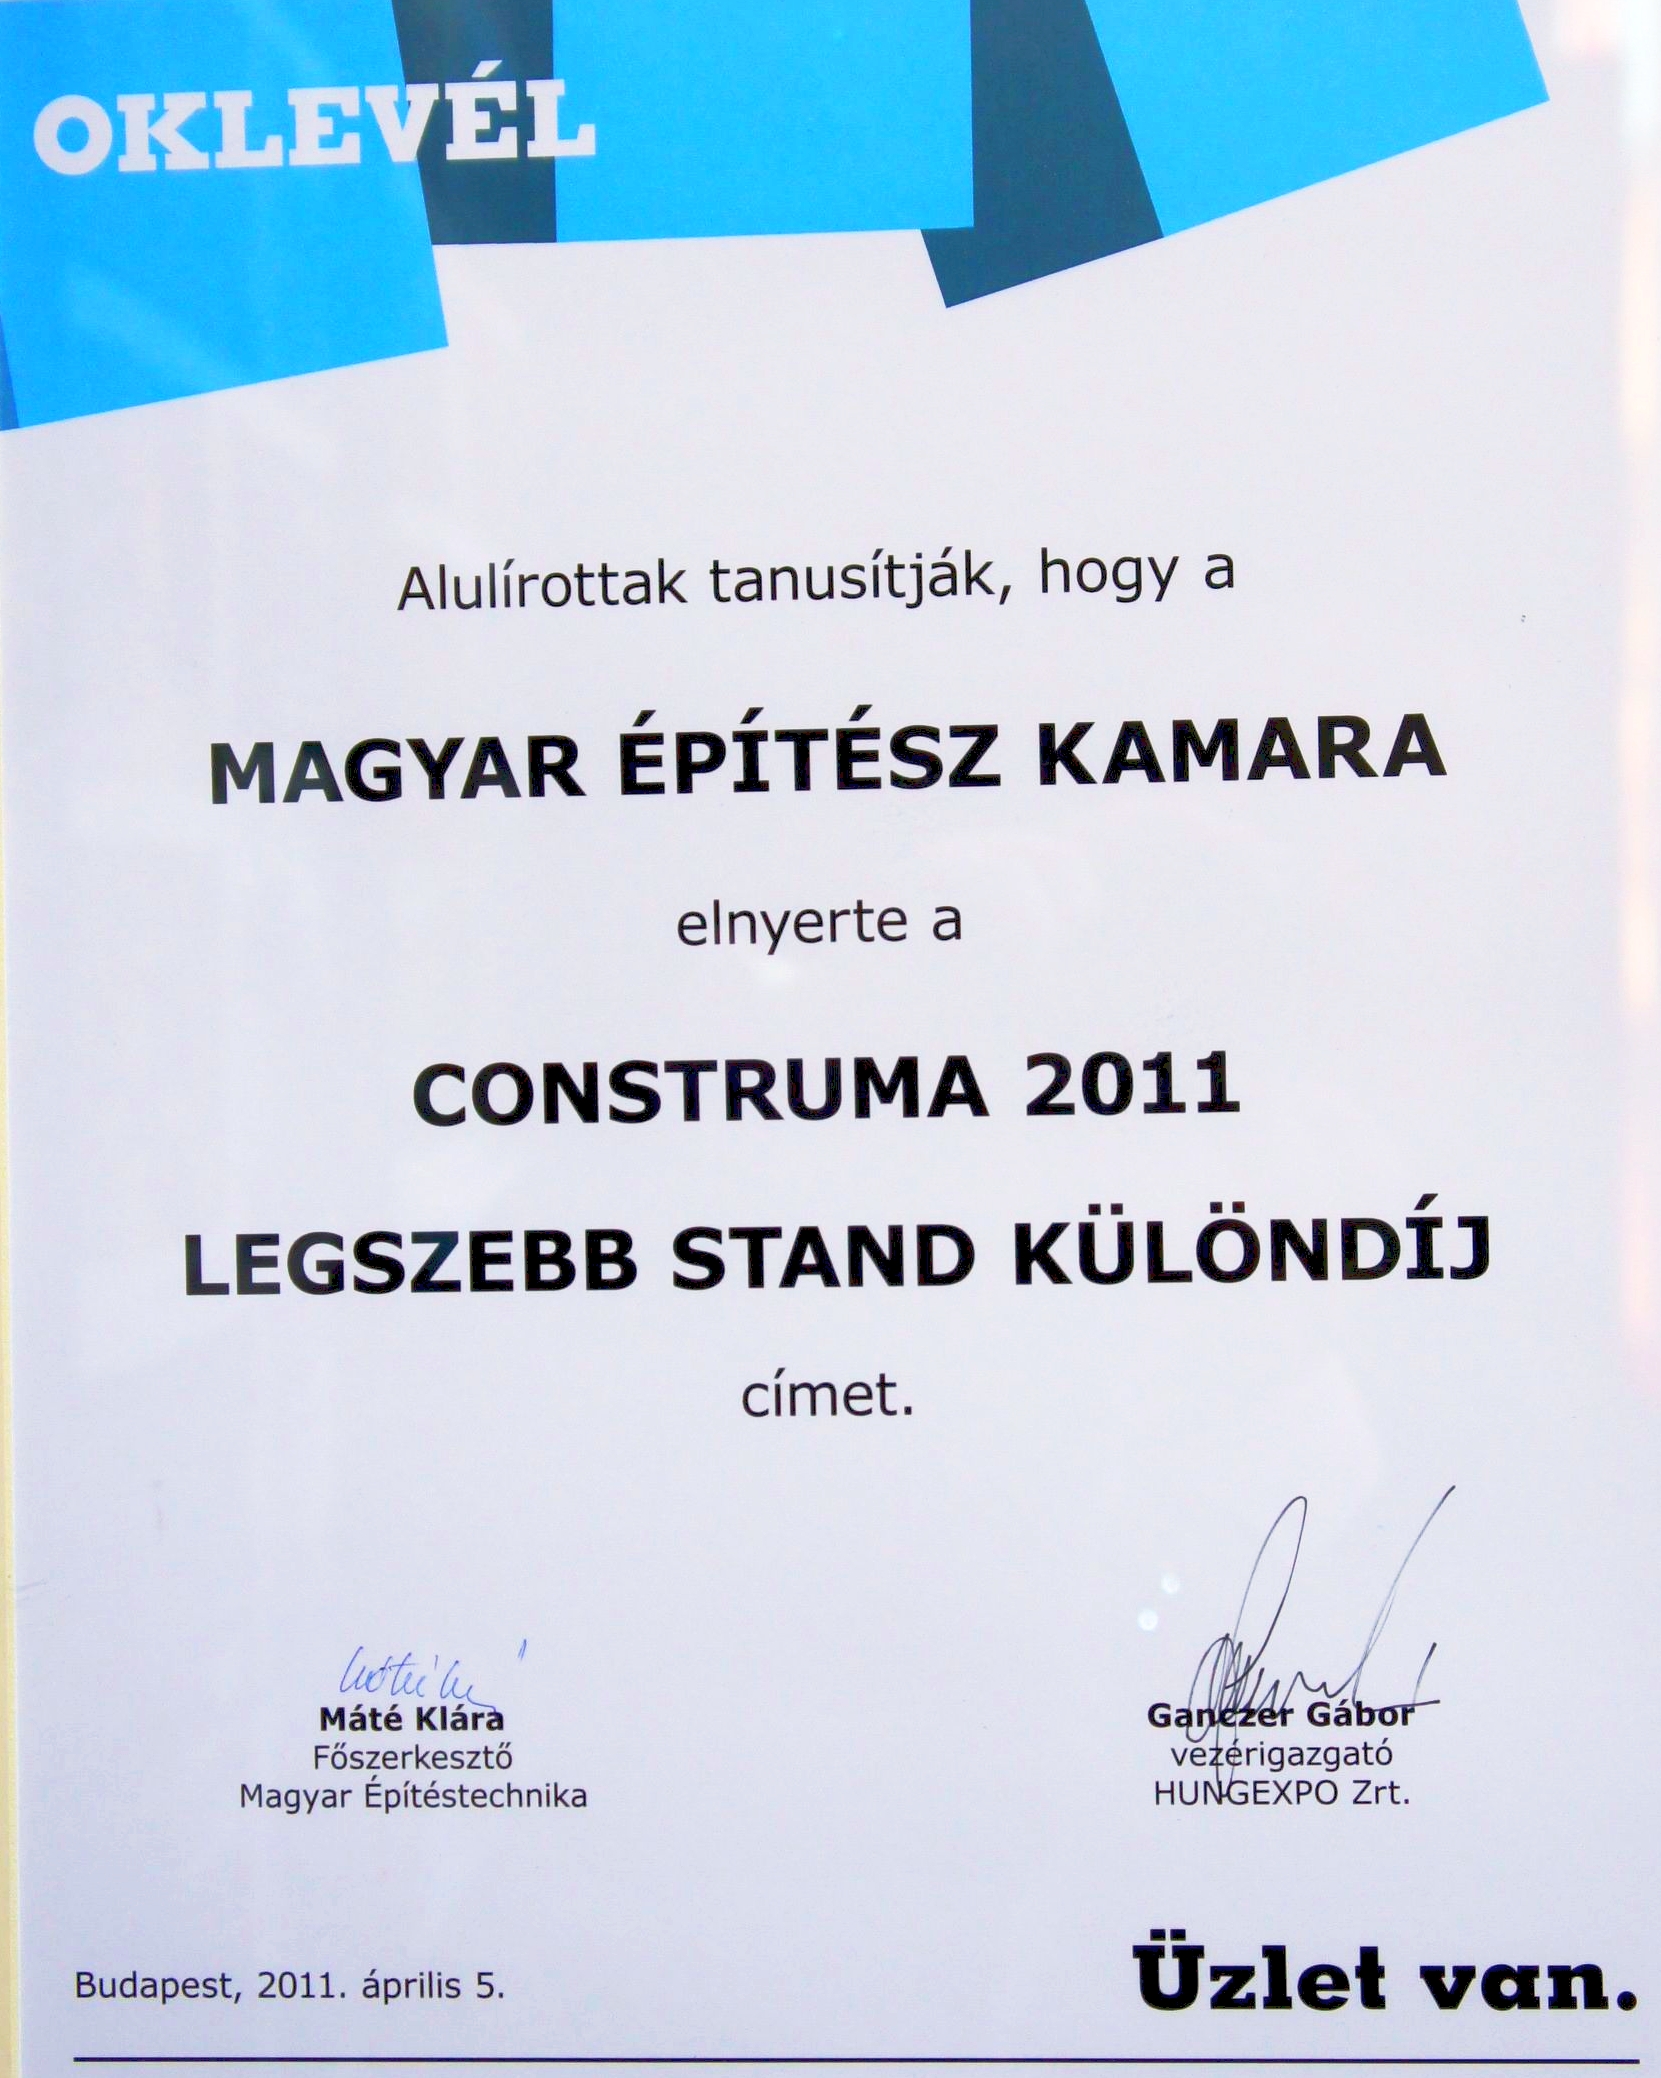 OKLEVÉL
Alulírottak tanusítják, hogy a
MAGYAR ÉPÍTÉSZ KAMARA
elnyerte a
CONSTRUMA 2011
LEGSZEBB STAND KÜLÖNDÍJ
címet.
Máté Klára
Főszerkesztő
Magyar Építéstechnika
Ganczer Gábor
vezérigazgató
HUNGEXPO Zrt.
Budapest, 2011. április 5.
Üzlet van.